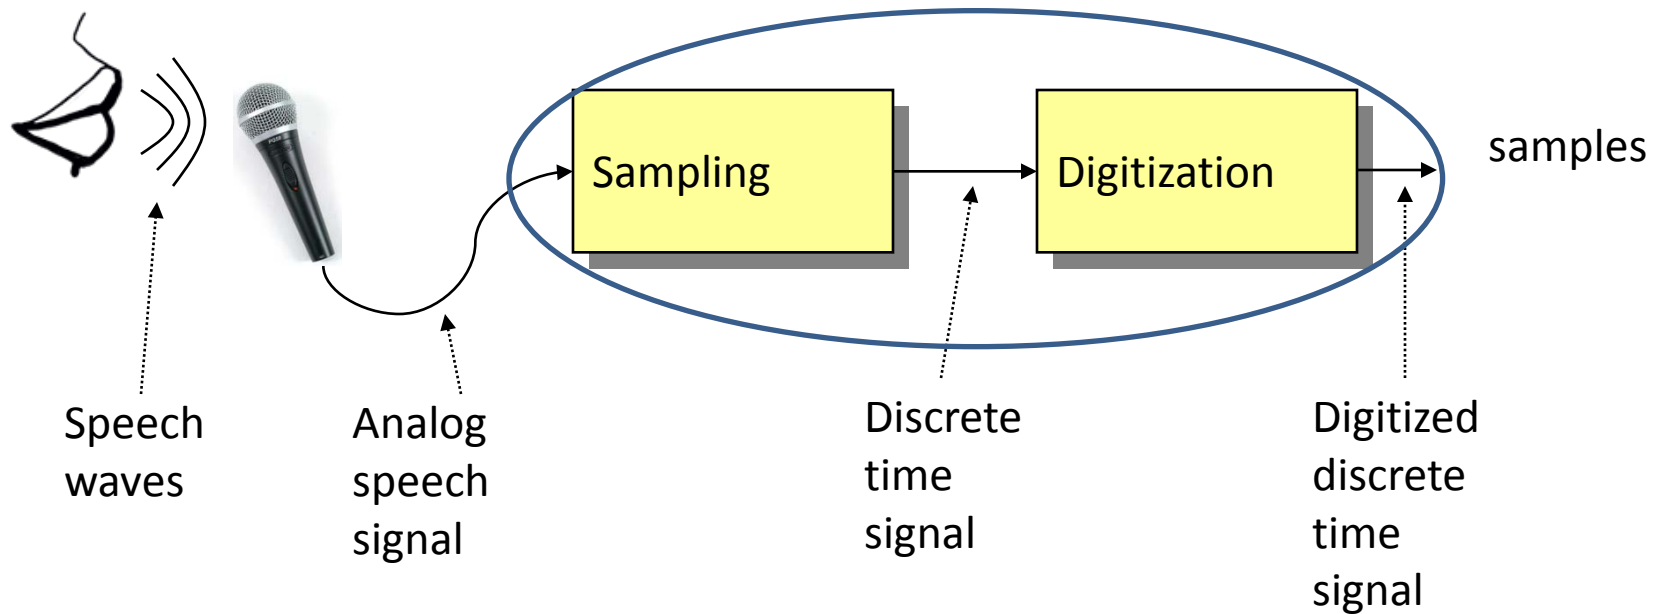 Sampling
Digitization
samples
Speech
waves
Analog
speech
signal
Discrete
time
signal
Digitized
discrete
time
signal